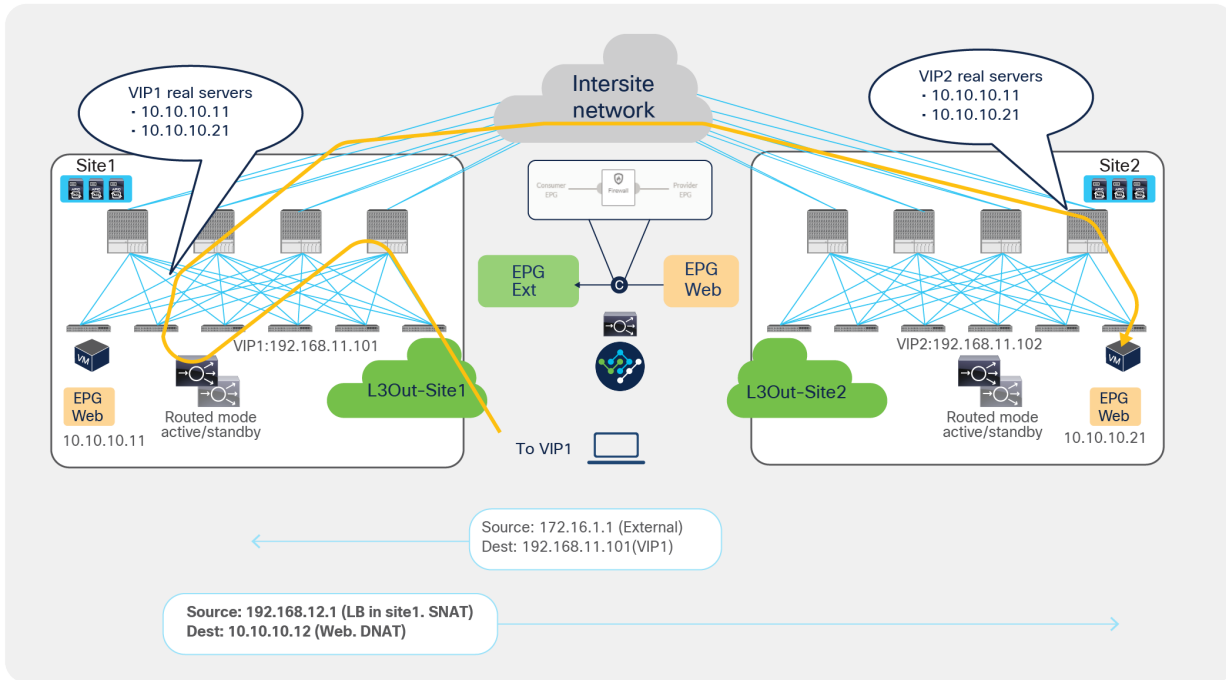 Intersite
network
VIP1 real servers
• 10.10.10.11
• 10.10.10.21
VIP2 real servers
• 10.10.10.11
• 10.10.10.21
Site1
Site2
Consumer
EPG
Firewall
Provider
EPG
EPG
Ext
C
EPG
Web
VIP1:192.168.11.101
VM
EPG
Web
10.10.10.11
Routed mode
active/standby
L3Out-Site1
To VIP1
L3Out-Site2
VIP2:192.168.11.102
Routed mode
active/standby
VM
EPG
Web
10.10.10.21
Source: 172.16.1.1 (External)
Dest: 192.168.11.101(VIP1)
Source: 192.168.12.1 (LB in site1. SNAT)
Dest: 10.10.10.12 (Web. DNAT)